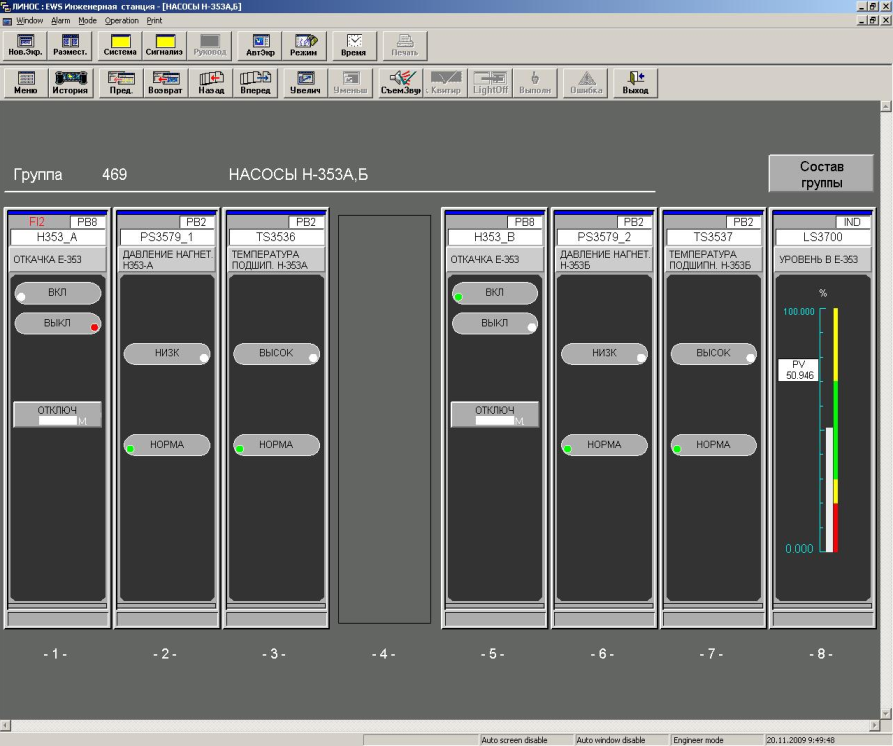 ЛИНОС : EWS Инженерная станция - [НАСОСЫ Н-353А,Б]
Window Alarm Mode Operation Print
Нов.Экр. Размест. Система Сигнализ Руковод АвтЭкр Режим Время Печать
Меню История Пред. Возврат Назад Вперед Увелич Уменьш СъемЗвук Квитир LightOff Выполн Ошибка Выход
Группа 469 НАСОСЫ Н-353А,Б
Состав
группы
FI2 PB8
H353_A
ОТКАЧКА Е-353
ВКЛ
ВЫКЛ
ОТКЛЮЧ
М
PB2
PS3579_1
ДАВЛЕНИЕ НАГНЕТ.
Н353-А
НИЗК
НОРМА
PB2
TS3536
ТЕМПЕРАТУРА
ПОДШИП. Н-353А
ВЫСОК
НОРМА
PB8
H353_B
ОТКАЧКА Е-353
ВКЛ
ВЫКЛ
ОТКЛЮЧ
М
PB2
PS3579_2
ДАВЛЕНИЕ НАГНЕТ.
Н-353Б
НИЗК
НОРМА
PB2
TS3537
ТЕМПЕРАТУРА
ПОДШИПН. Н-353Б
ВЫСОК
НОРМА
IND
LS3700
УРОВЕНЬ В Е-353
%
100.000
PV
50.946
0.000
- 1 - - 2 - - 3 - - 4 - - 5 - - 6 - - 7 - - 8 -
Auto screen disable Auto window disable Engineer mode 20.11.2009 9:49:48